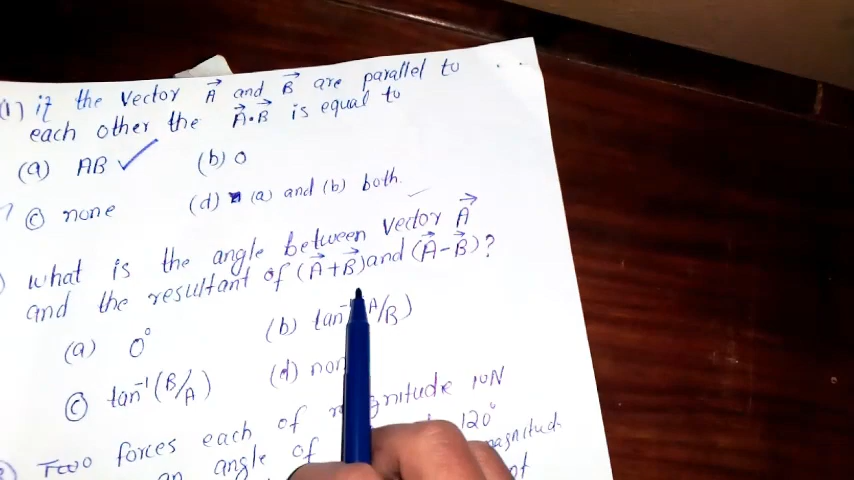 (1) if the vector A⃗ and B⃗ are parallel to
each other the A⃗·B⃗ is equal to
(a) AB ✓ (b) 0
(c) none (d) (a) and (b) both.
what is the angle between vector A⃗
and the resultant of (A⃗+B⃗) and (A⃗-B⃗)?
(a) 0° (b) tan⁻¹(A/B)
(c) tan⁻¹(B/A) (d)
Two forces each of magnitude 10N
an angle of 120°